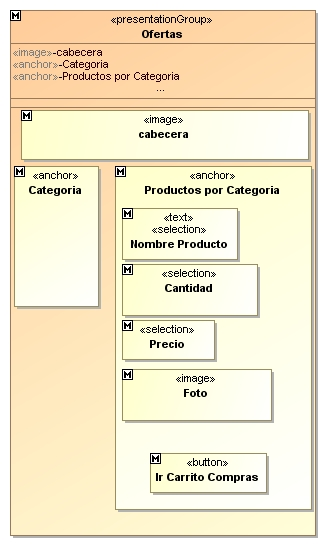 M
«presentationGroup»
Ofertas
«image»-cabecera
«anchor»-Categoria
«anchor»-Productos por Categoria
...
M
«image»
cabecera
M
«anchor»
Categoria
M
«anchor»
Productos por Categoria
M
«text»
«selection»
Nombre Producto
M
«selection»
Cantidad
M
«selection»
Precio
M
«image»
Foto
M
«button»
Ir Carrito Compras